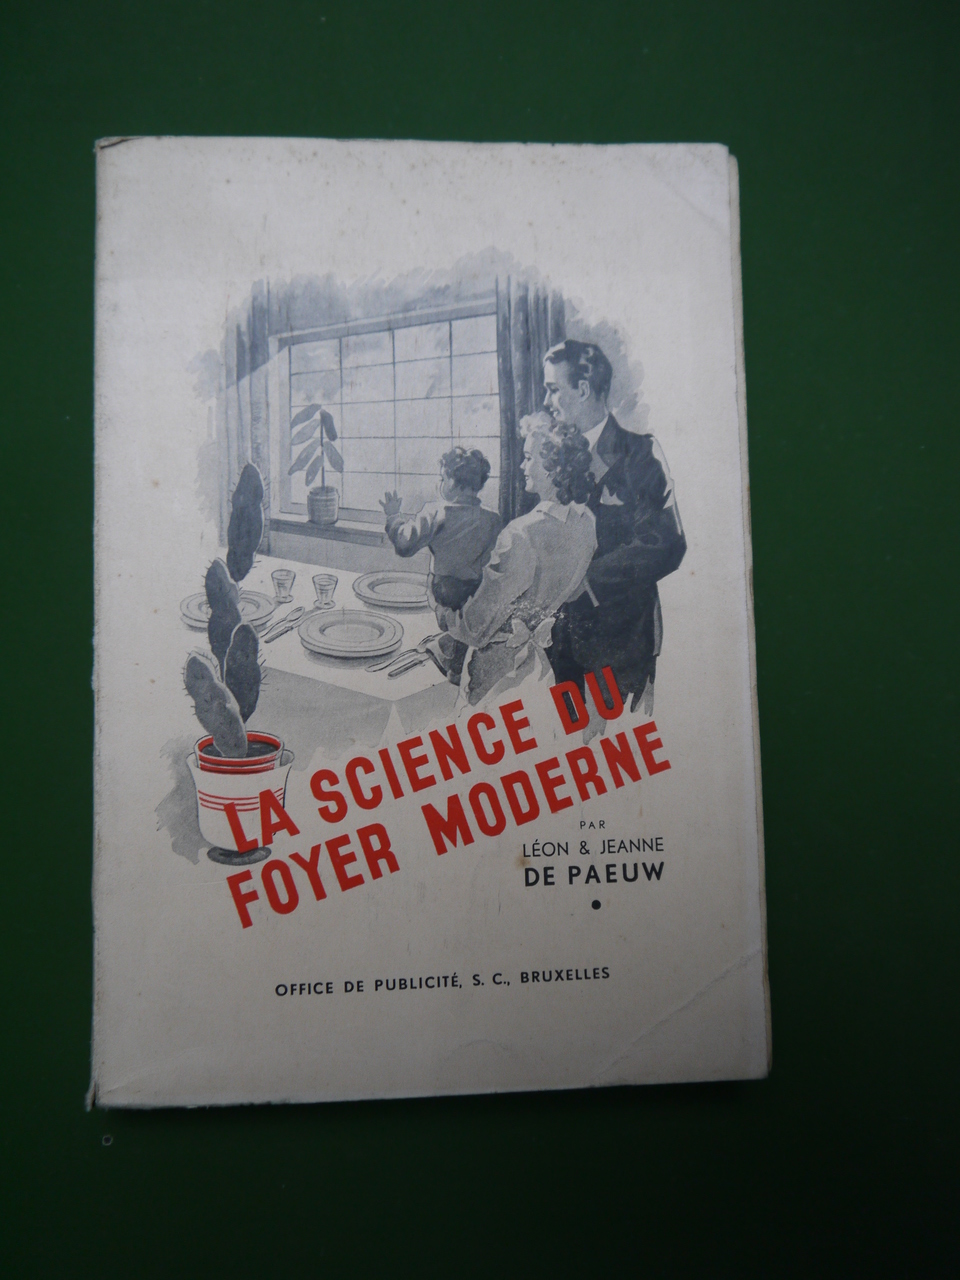 LA SCIENCE DU
FOYER MODERNE
PAR
LÉON & JEANNE
DE PAEUW
OFFICE DE PUBLICITÉ, S. C., BRUXELLES